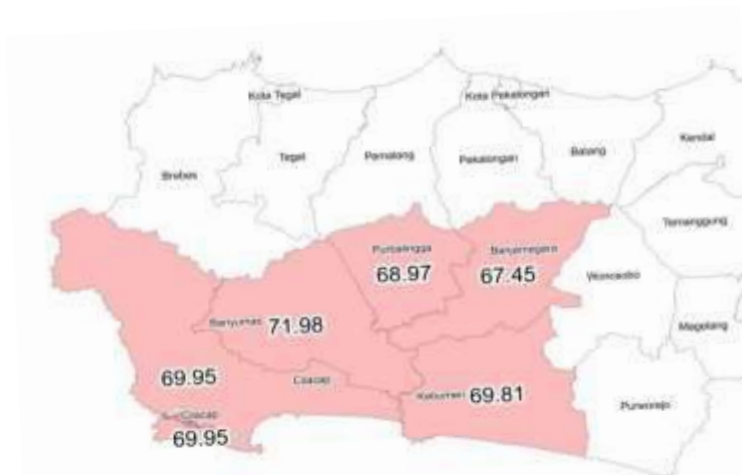 Kota Tegal
Kota Pekalongan
Kendal
Tegal
Pemalang
Pekalongan
Batang
Brebes
Temanggung
Purbalingga
68.97
Banjarnegara
67.45
Wonosobo
Banyumas 71.98
Magelang
69.95
Cilacap
Kebumen 69.81
Purworejo
Cilacap
69.95